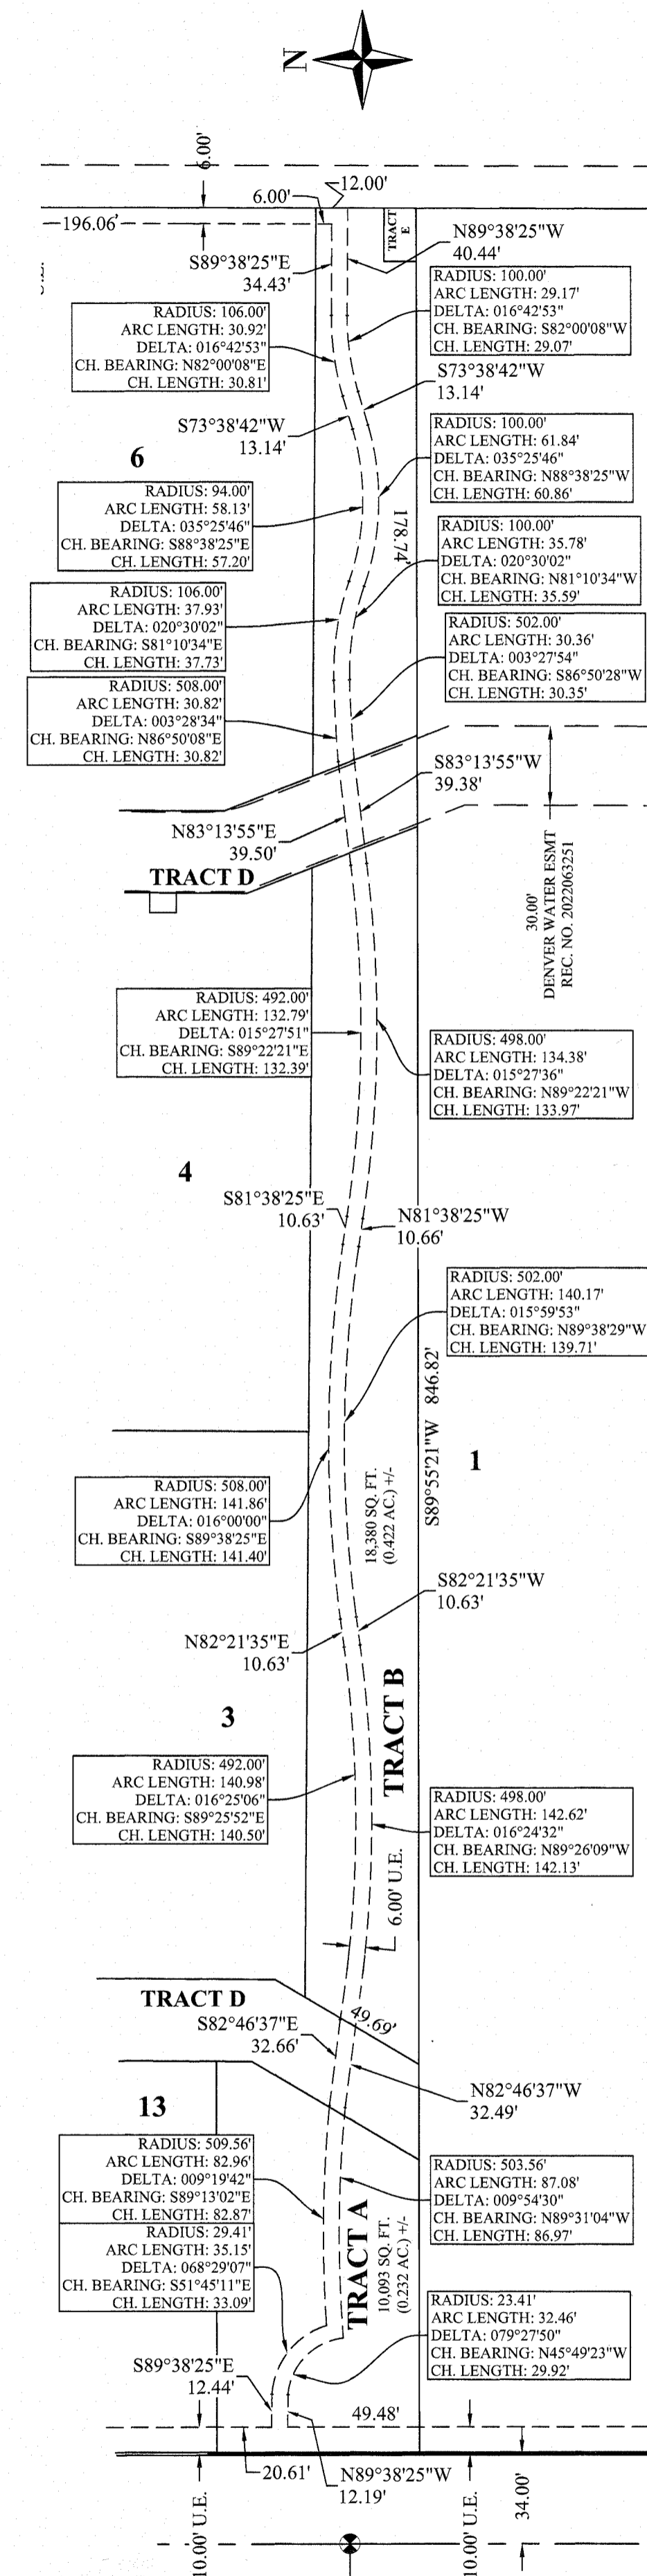 N
6.00'
6.00'
12.00'
196.06'
TRACT
E
N89°38'25"W
40.44'
S89°38'25"E
34.43'
RADIUS: 100.00'
ARC LENGTH: 29.17'
DELTA: 016°42'53"
CH. BEARING: S82°00'08"W
CH. LENGTH: 29.07'
RADIUS: 106.00'
ARC LENGTH: 30.92'
DELTA: 016°42'53"
CH. BEARING: N82°00'08"E
CH. LENGTH: 30.81'
S73°38'42"W
13.14'
S73°38'42"W
13.14'
6
RADIUS: 100.00'
ARC LENGTH: 61.84'
DELTA: 035°25'46"
CH. BEARING: N88°38'25"W
CH. LENGTH: 60.86'
RADIUS: 94.00'
ARC LENGTH: 58.13'
DELTA: 035°25'46"
CH. BEARING: S88°38'25"E
CH. LENGTH: 57.20'
178.74'
RADIUS: 100.00'
ARC LENGTH: 35.78'
DELTA: 020°30'02"
CH. BEARING: N81°10'34"W
CH. LENGTH: 35.59'
RADIUS: 106.00'
ARC LENGTH: 37.93'
DELTA: 020°30'02"
CH. BEARING: S81°10'34"E
CH. LENGTH: 37.73'
RADIUS: 502.00'
ARC LENGTH: 30.36'
DELTA: 003°27'54"
CH. BEARING: S86°50'28"W
CH. LENGTH: 30.35'
RADIUS: 508.00'
ARC LENGTH: 30.82'
DELTA: 003°28'34"
CH. BEARING: N86°50'08"E
CH. LENGTH: 30.82'
S83°13'55"W
39.38'
N83°13'55"E
39.50'
TRACT D
30.00'
DENVER WATER ESMT
REC. NO. 2022063251
RADIUS: 492.00'
ARC LENGTH: 132.79'
DELTA: 015°27'51"
CH. BEARING: S89°22'21"E
CH. LENGTH: 132.39'
RADIUS: 498.00'
ARC LENGTH: 134.38'
DELTA: 015°27'36"
CH. BEARING: N89°22'21"W
CH. LENGTH: 133.97'
4
S81°38'25"E
10.63'
N81°38'25"W
10.66'
RADIUS: 502.00'
ARC LENGTH: 140.17'
DELTA: 015°59'53"
CH. BEARING: N89°38'29"W
CH. LENGTH: 139.71'
S89°55'21"W 846.82'
1
RADIUS: 508.00'
ARC LENGTH: 141.86'
DELTA: 016°00'00"
CH. BEARING: S89°38'25"E
CH. LENGTH: 141.40'
18,380 SQ. FT.
(0.422 AC.) +/-
S82°21'35"W
10.63'
N82°21'35"E
10.63'
3
TRACT B
RADIUS: 492.00'
ARC LENGTH: 140.98'
DELTA: 016°25'06"
CH. BEARING: S89°25'52"E
CH. LENGTH: 140.50'
RADIUS: 498.00'
ARC LENGTH: 142.62'
DELTA: 016°24'32"
CH. BEARING: N89°26'09"W
CH. LENGTH: 142.13'
6.00' U.E.
TRACT D
49.69'
S82°46'37"E
32.66'
N82°46'37"W
32.49'
13
RADIUS: 509.56'
ARC LENGTH: 82.96'
DELTA: 009°19'42"
CH. BEARING: S89°13'02"E
CH. LENGTH: 82.87'
RADIUS: 503.56'
ARC LENGTH: 87.08'
DELTA: 009°54'30"
CH. BEARING: N89°31'04"W
CH. LENGTH: 86.97'
RADIUS: 29.41'
ARC LENGTH: 35.15'
DELTA: 068°29'07"
CH. BEARING: S51°45'11"E
CH. LENGTH: 33.09'
TRACT A
10,093 SQ. FT.
(0.232 AC.) +/-
RADIUS: 23.41'
ARC LENGTH: 32.46'
DELTA: 079°27'50"
CH. BEARING: N45°49'23"W
CH. LENGTH: 29.92'
S89°38'25"E
12.44'
49.48'
20.61'
N89°38'25"W
12.19'
10.00' U.E.
10.00' U.E.
34.00'